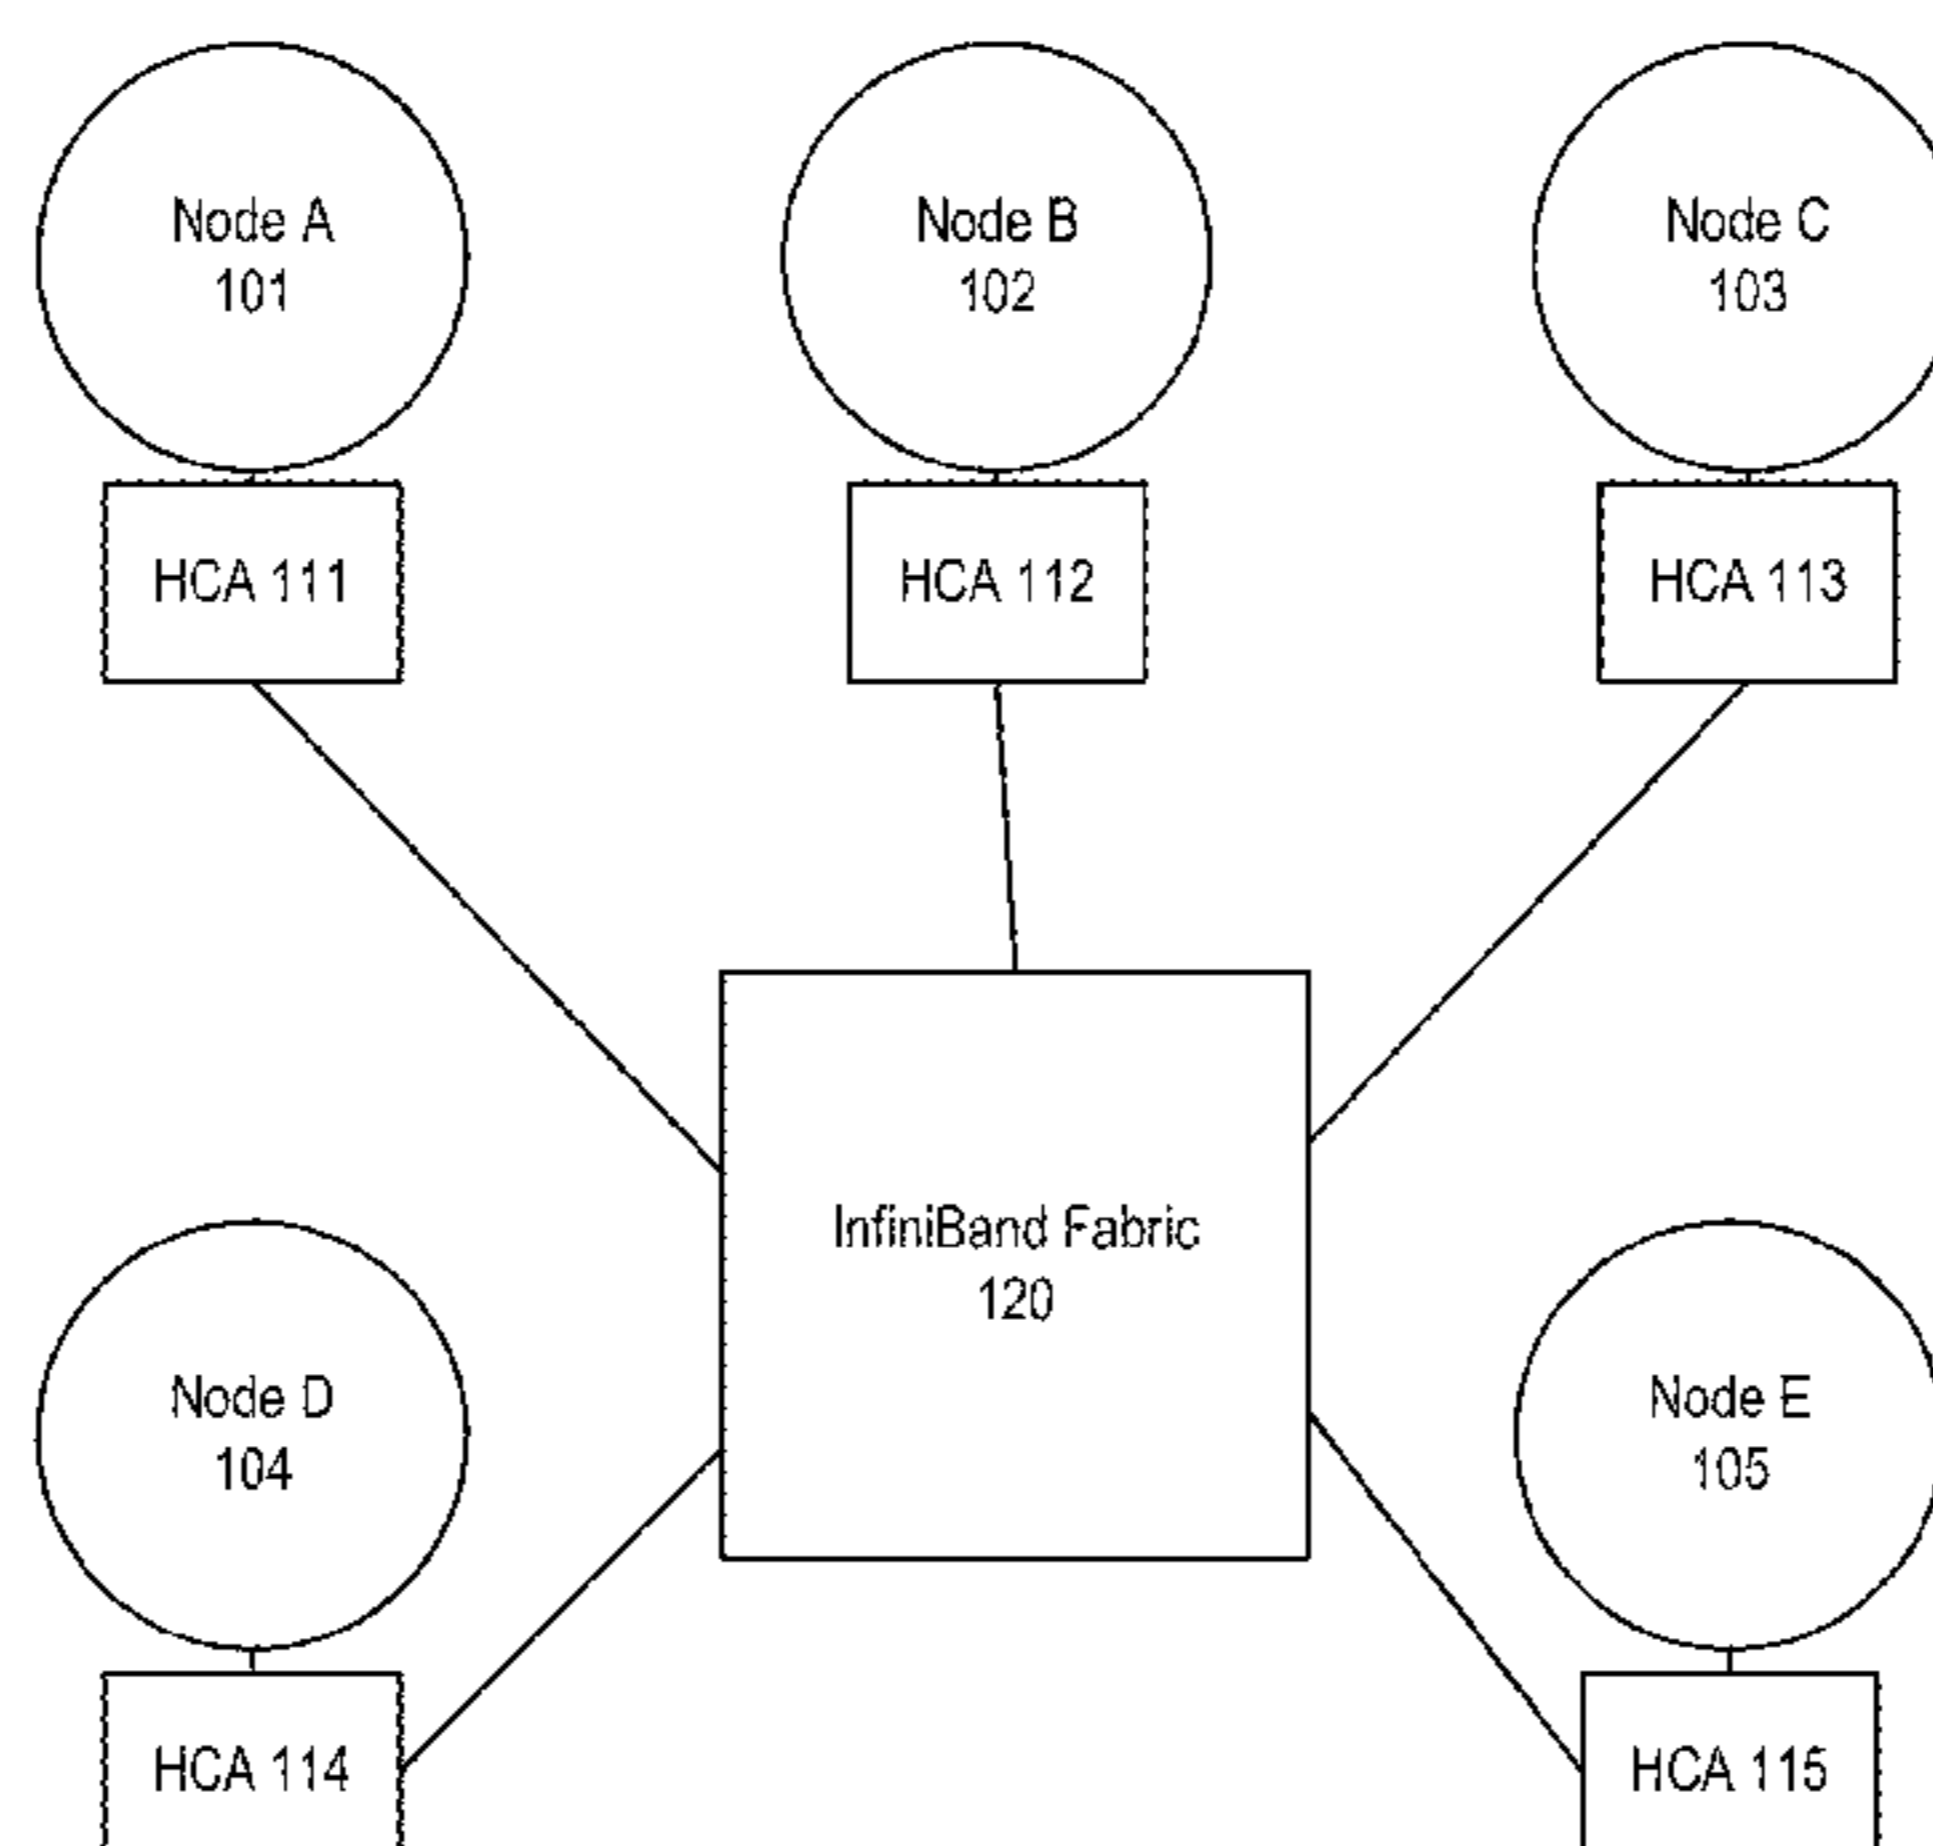 Node A
101
Node B
102
Node C
103
HCA 111
HCA 112
HCA 113
InfiniBand Fabric
120
Node D
104
Node E
105
HCA 114
HCA 115